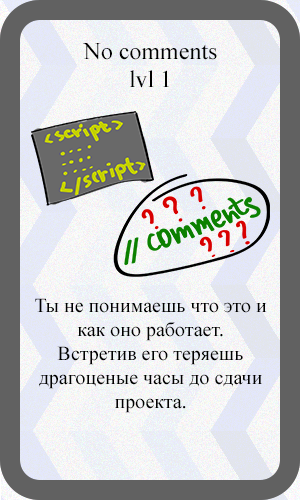 No comments
lvl 1
<script>
....
....
</script>
? ? ?
// comments
? ? ?
Ты не понимаешь что это и
как оно работает.
Встретив его теряешь
драгоценые часы до сдачи
проекта.